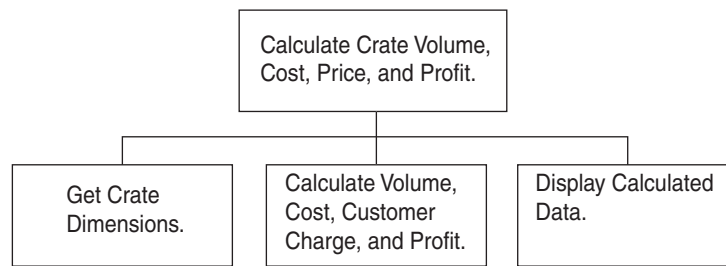 Calculate Crate Volume,
Cost, Price, and Profit.
Get Crate
Dimensions.
Calculate Volume,
Cost, Customer
Charge, and Profit.
Display Calculated
Data.